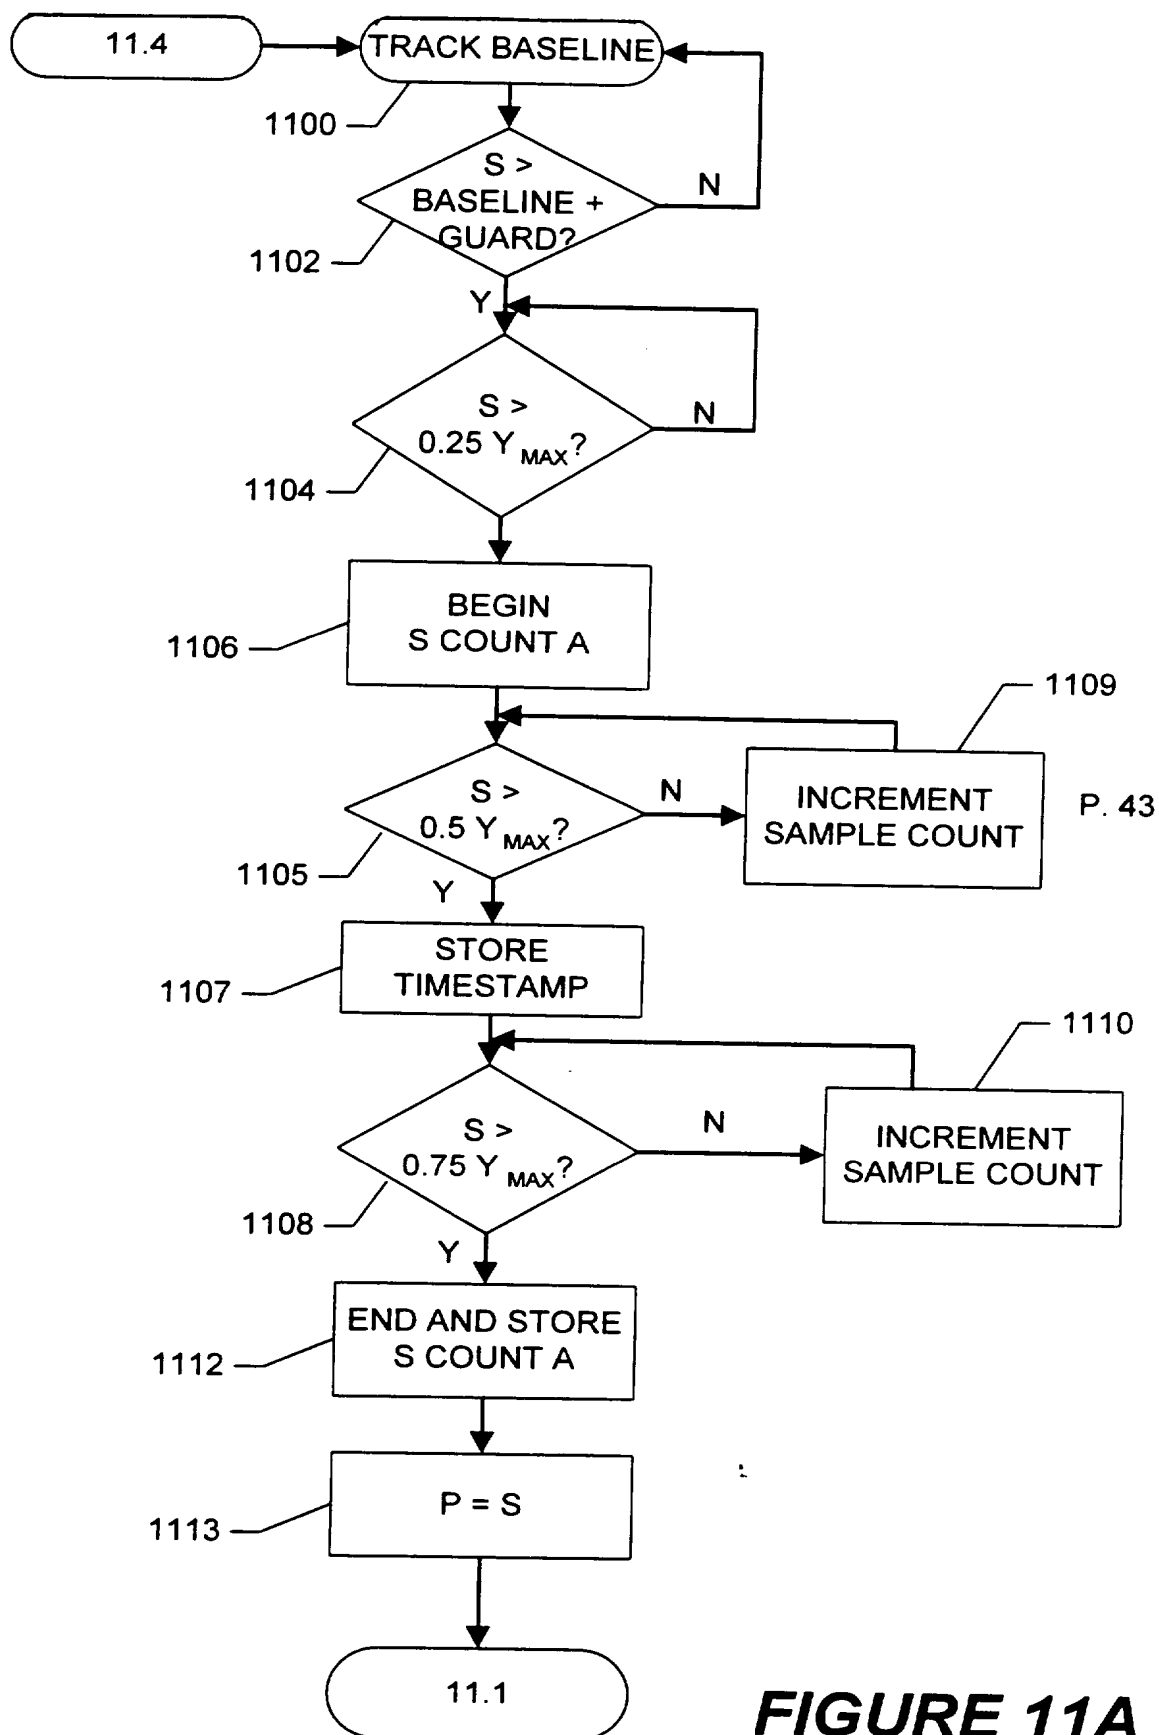 11.4
TRACK BASELINE
1100
S >
BASELINE +
GUARD?
N
1102
Y
S >
0.25 Y MAX?
N
1104
BEGIN
S COUNT A
1106
1109
S >
0.5 Y MAX?
N
INCREMENT
SAMPLE COUNT
P. 43
1105
Y
STORE
TIMESTAMP
1107
1110
S >
0.75 Y MAX?
N
INCREMENT
SAMPLE COUNT
1108
Y
END AND STORE
S COUNT A
1112
P = S
1113
11.1
FIGURE 11A